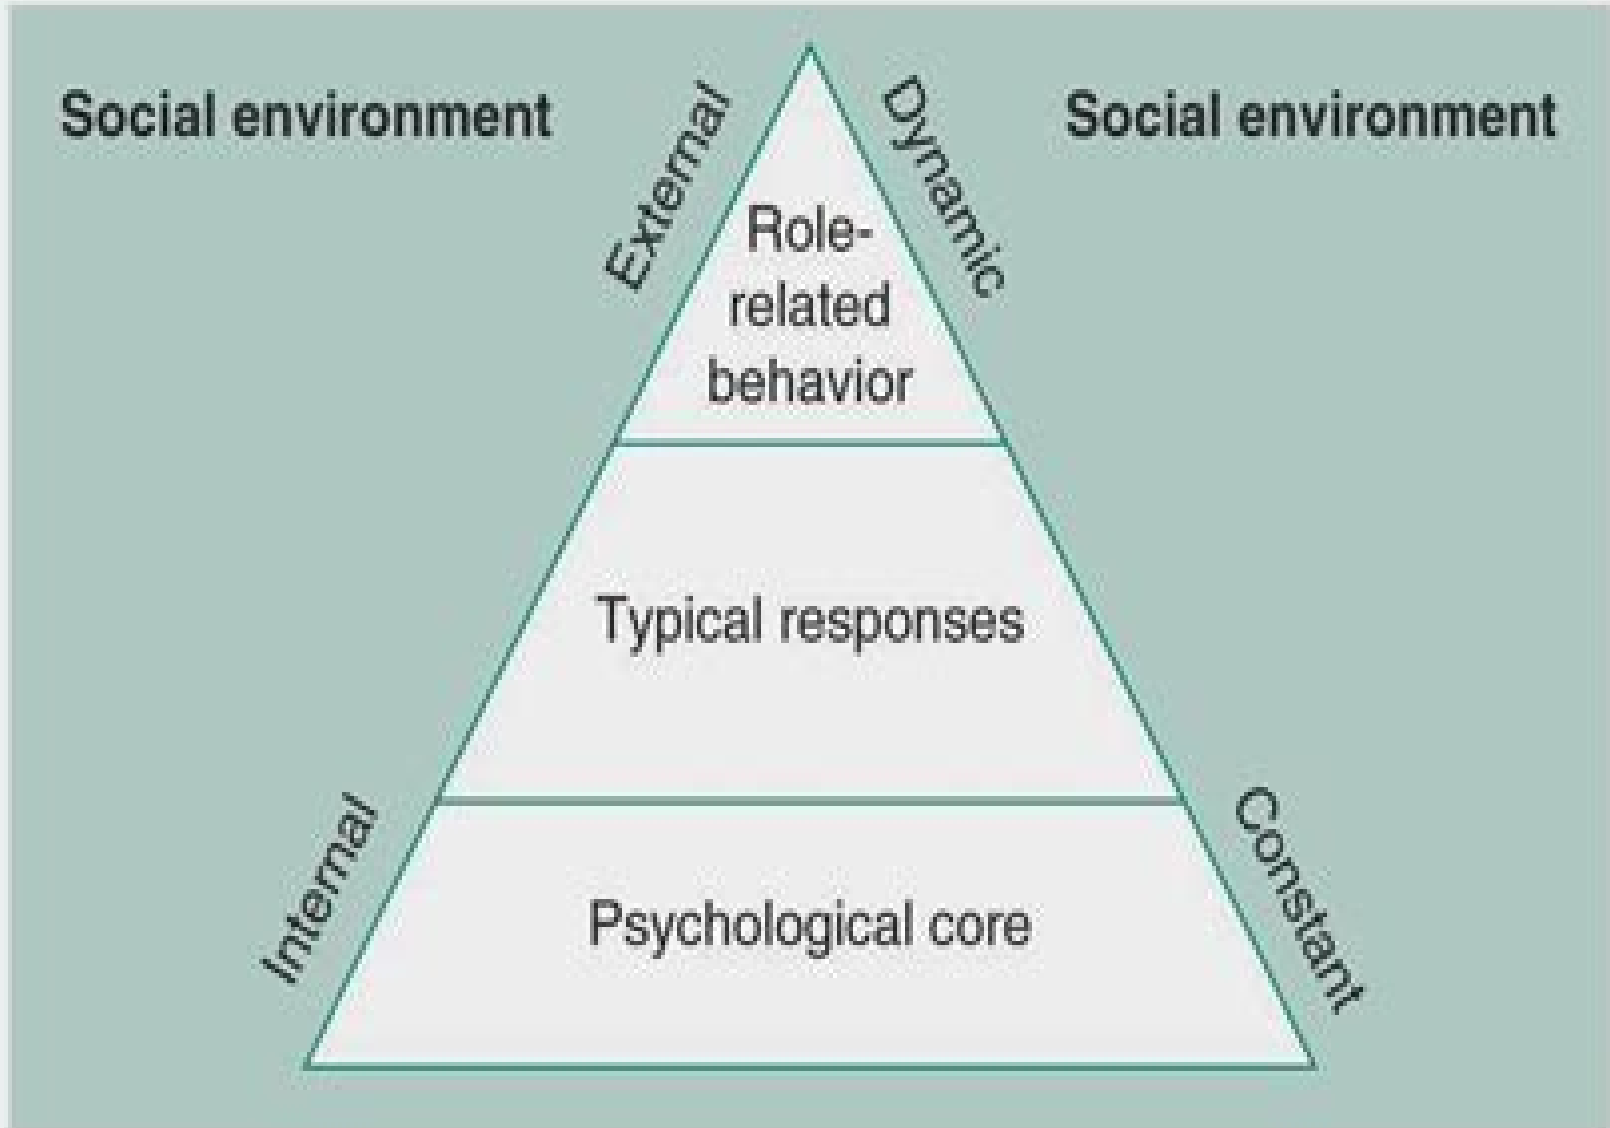 Social environment
External
Dynamic
Social environment
Role-
related
behavior
Typical responses
Internal
Constant
Psychological core